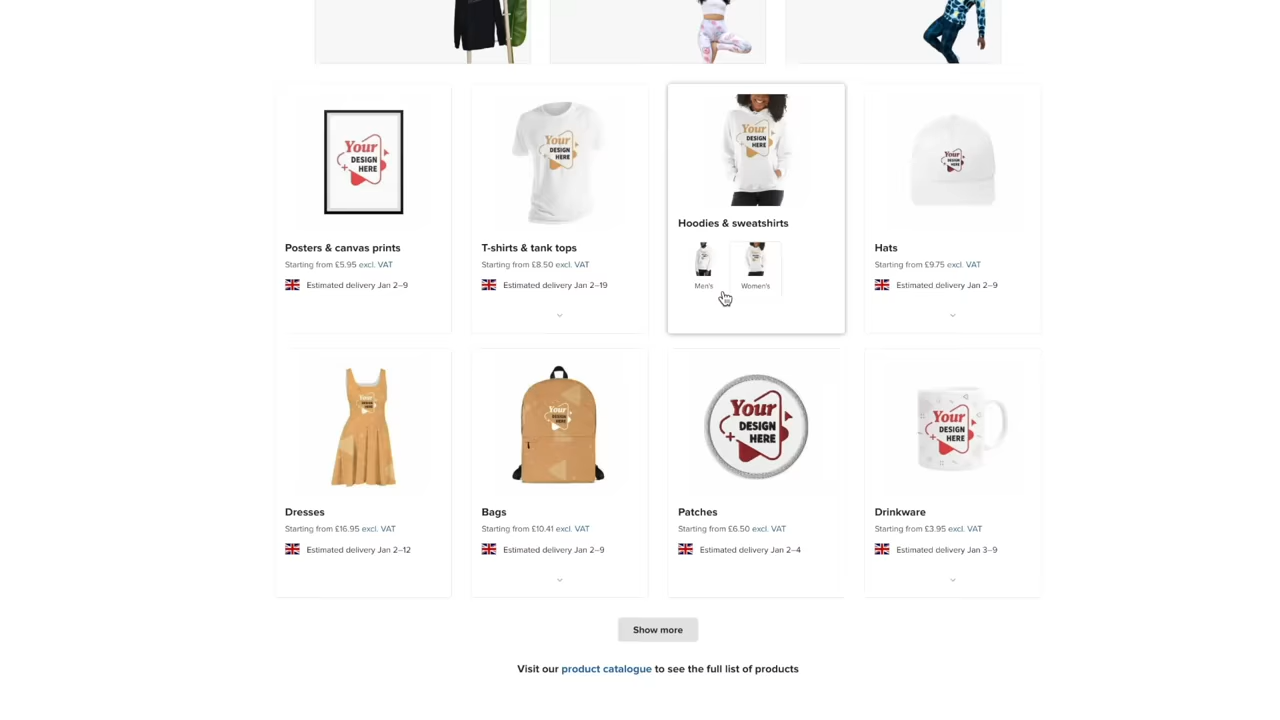 Your
DESIGN
HERE
Posters & canvas prints
Starting from £5.95 excl. VAT
Estimated delivery Jan 2–9
Your
DESIGN
HERE
T-shirts & tank tops
Starting from £8.50 excl. VAT
Estimated delivery Jan 2–19
Your
DESIGN
HERE
Hoodies & sweatshirts
Men's
Women's
Your
DESIGN
HERE
Hats
Starting from £9.75 excl. VAT
Estimated delivery Jan 2–9
Your
DESIGN
HERE
Dresses
Starting from £16.95 excl. VAT
Estimated delivery Jan 2–12
Your
DESIGN
HERE
Bags
Starting from £10.41 excl. VAT
Estimated delivery Jan 2–9
Your
DESIGN
HERE
Patches
Starting from £6.50 excl. VAT
Estimated delivery Jan 2–4
Your
DESIGN
HERE
Drinkware
Starting from £3.95 excl. VAT
Estimated delivery Jan 3–9
Show more
Visit our product catalogue to see the full list of products